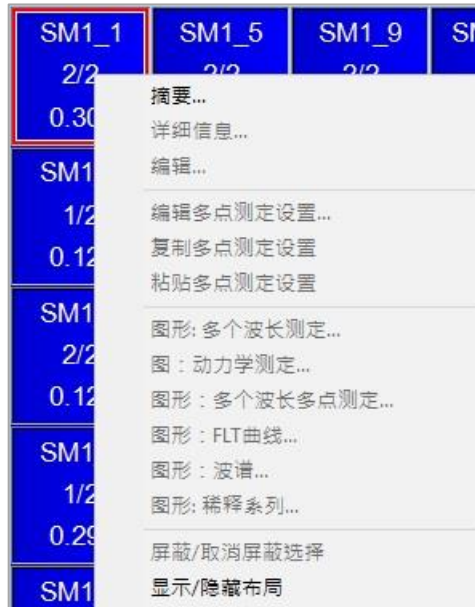 SM1_1 SM1_5 SM1_9
2/2 2/2 2/2
摘要...
0.30
详细信息...
SM1
编辑...
1/2
编辑多点测定设置...
0.12
复制多点测定设置
粘贴多点测定设置
SM1
图形: 多个波长测定...
2/2
图：动力学测定...
0.12
图形：多个波长多点测定...
SM1
图形：FLT曲线...
1/2
图形：波谱...
图形: 稀释系列...
0.29
屏蔽/取消屏蔽选择
SM1
显示/隐藏布局